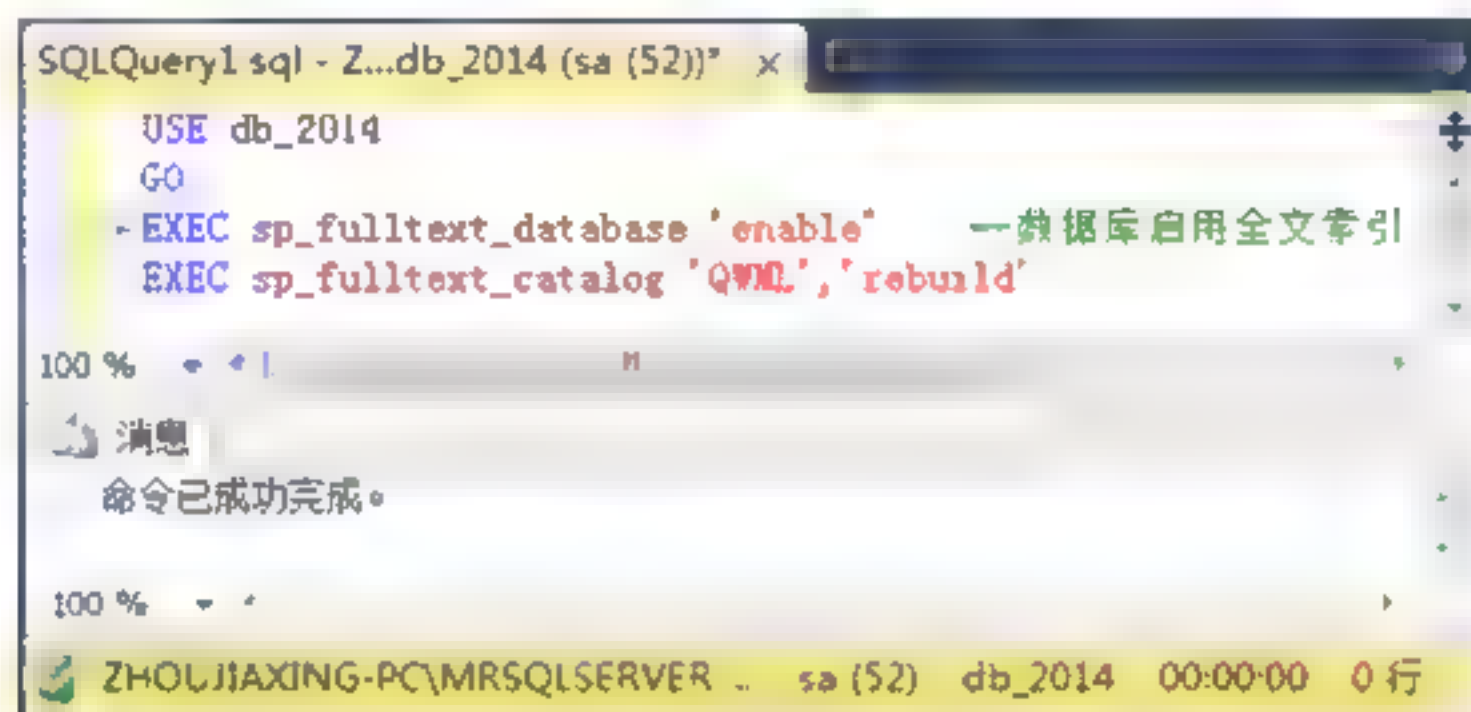 SQLQuery1.sql - Z...db_2014 (sa (52))* ×
USE db_2014
GO
EXEC sp_fulltext_database 'enable' --数据库启用全文索引
EXEC sp_fulltext_catalog 'QWML','rebuild'
100 %
消息
命令已成功完成。
100 %
ZHOUJIAXING-PC\MRSQLSERVER ... sa (52) db_2014 00:00:00 0 行